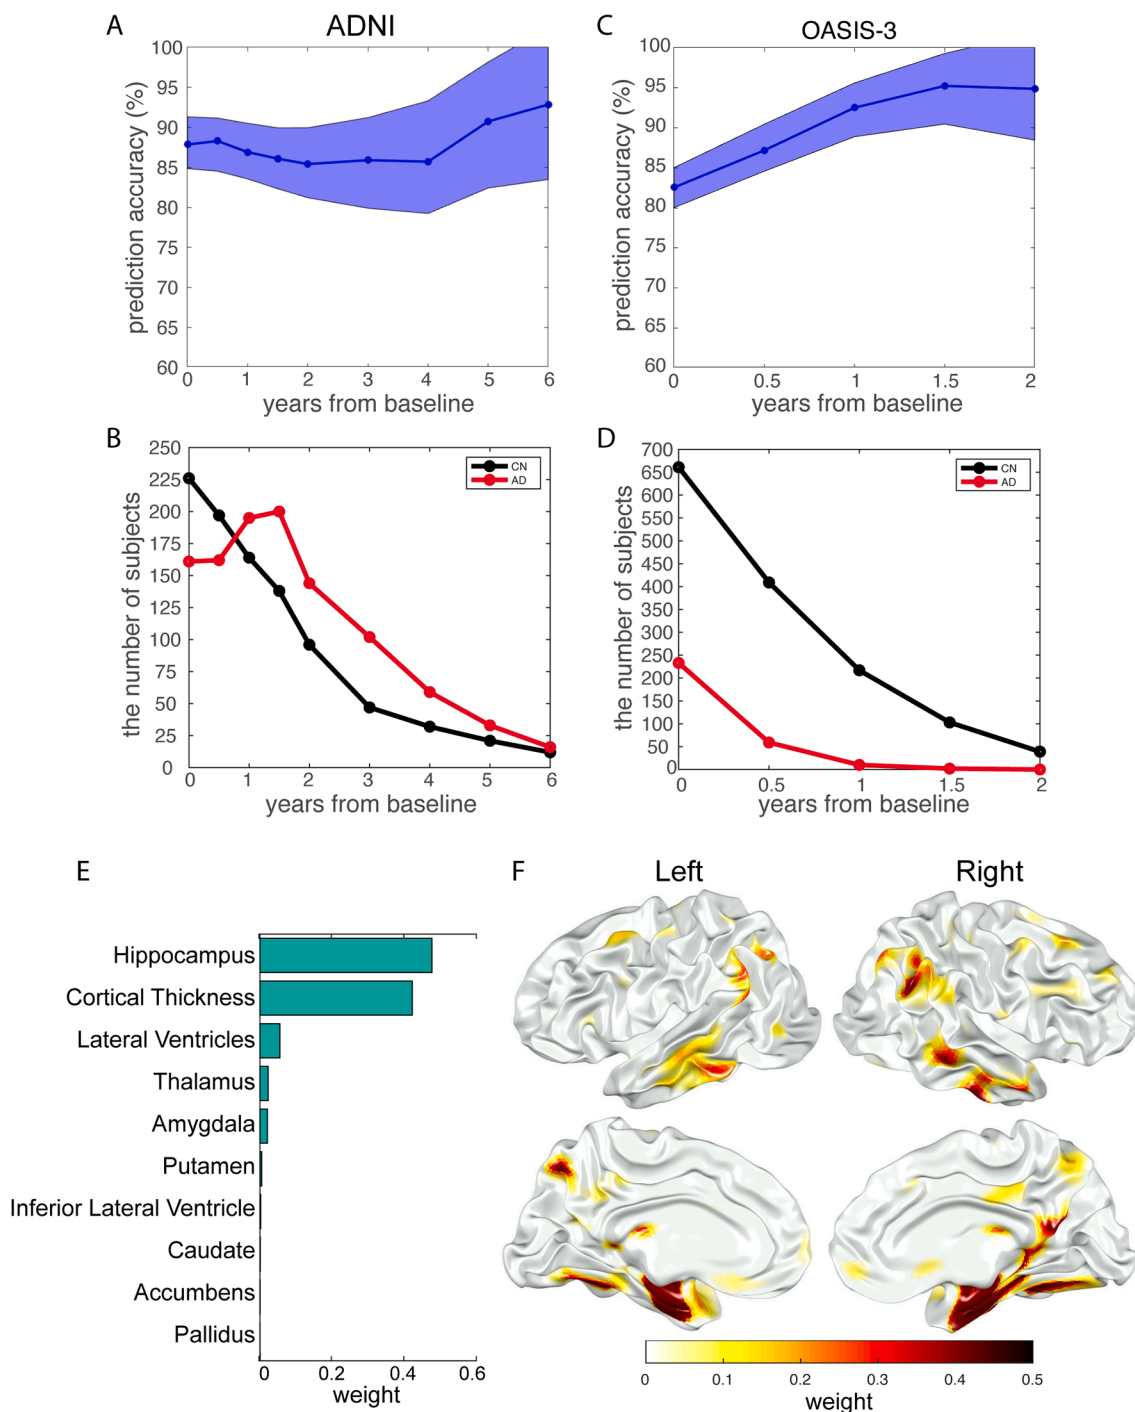 A
ADNI
prediction accuracy (%)
100
95
90
85
80
75
70
65
60
0 1 2 3 4 5 6
years from baseline
C
OASIS-3
prediction accuracy (%)
100
95
90
85
80
75
70
65
60
0 0.5 1 1.5 2
years from baseline
B
the number of subjects
250
225
200
175
150
125
100
75
50
25
0
CN
AD
0 1 2 3 4 5 6
years from baseline
D
the number of subjects
700
650
600
550
500
450
400
350
300
250
200
150
100
50
0
CN
AD
0 0.5 1 1.5 2
years from baseline
E
Hippocampus
Cortical Thickness
Lateral Ventricles
Thalamus
Amygdala
Putamen
Inferior Lateral Ventricle
Caudate
Accumbens
Pallidus
0 0.2 0.4 0.6
weight
F
Left Right
0 0.1 0.2 0.3 0.4 0.5
weight